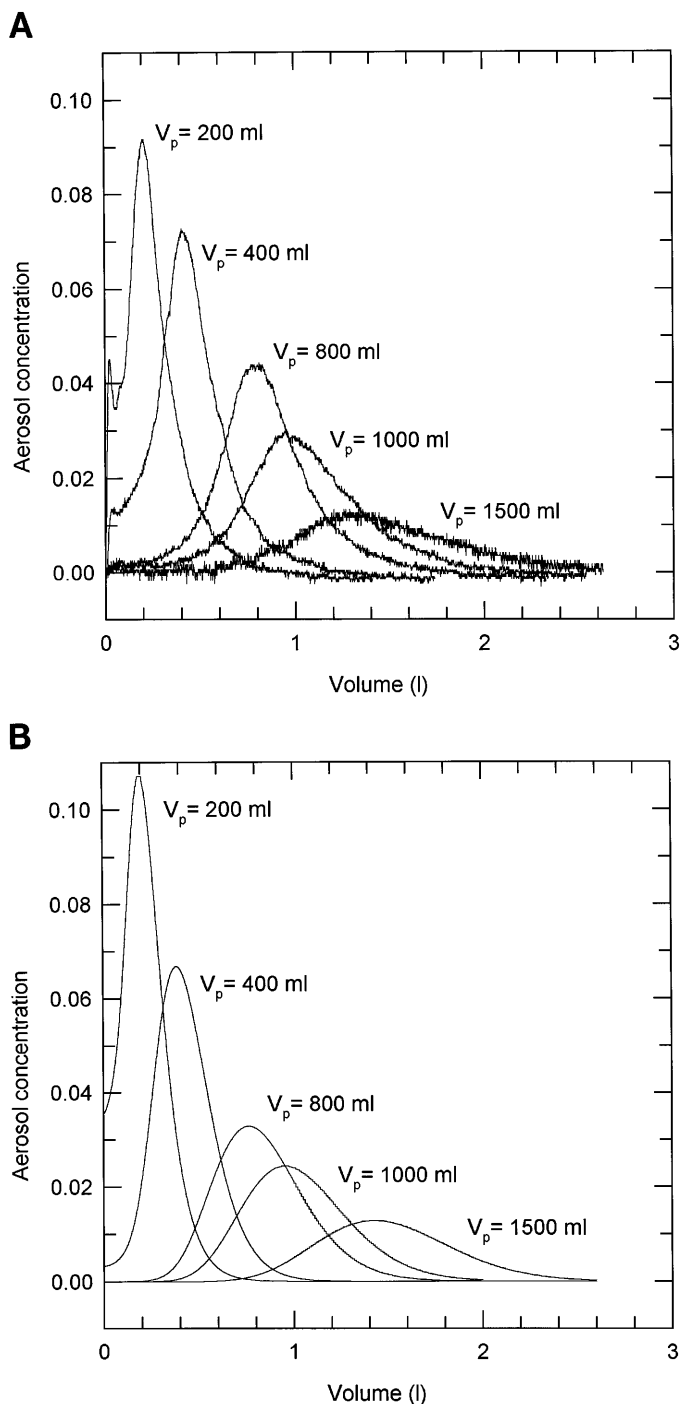 A
0.10
V_p= 200 ml
0.08
V_p= 400 ml
0.06
V_p= 800 ml
0.04
V_p= 1000 ml
0.02
V_p= 1500 ml
0.00
Aerosol concentration
0 1 2 3
Volume (l)
B
0.10
V_p= 200 ml
0.08
V_p= 400 ml
0.06
0.04
V_p= 800 ml
0.02
V_p= 1000 ml
V_p= 1500 ml
0.00
Aerosol concentration
0 1 2 3
Volume (l)